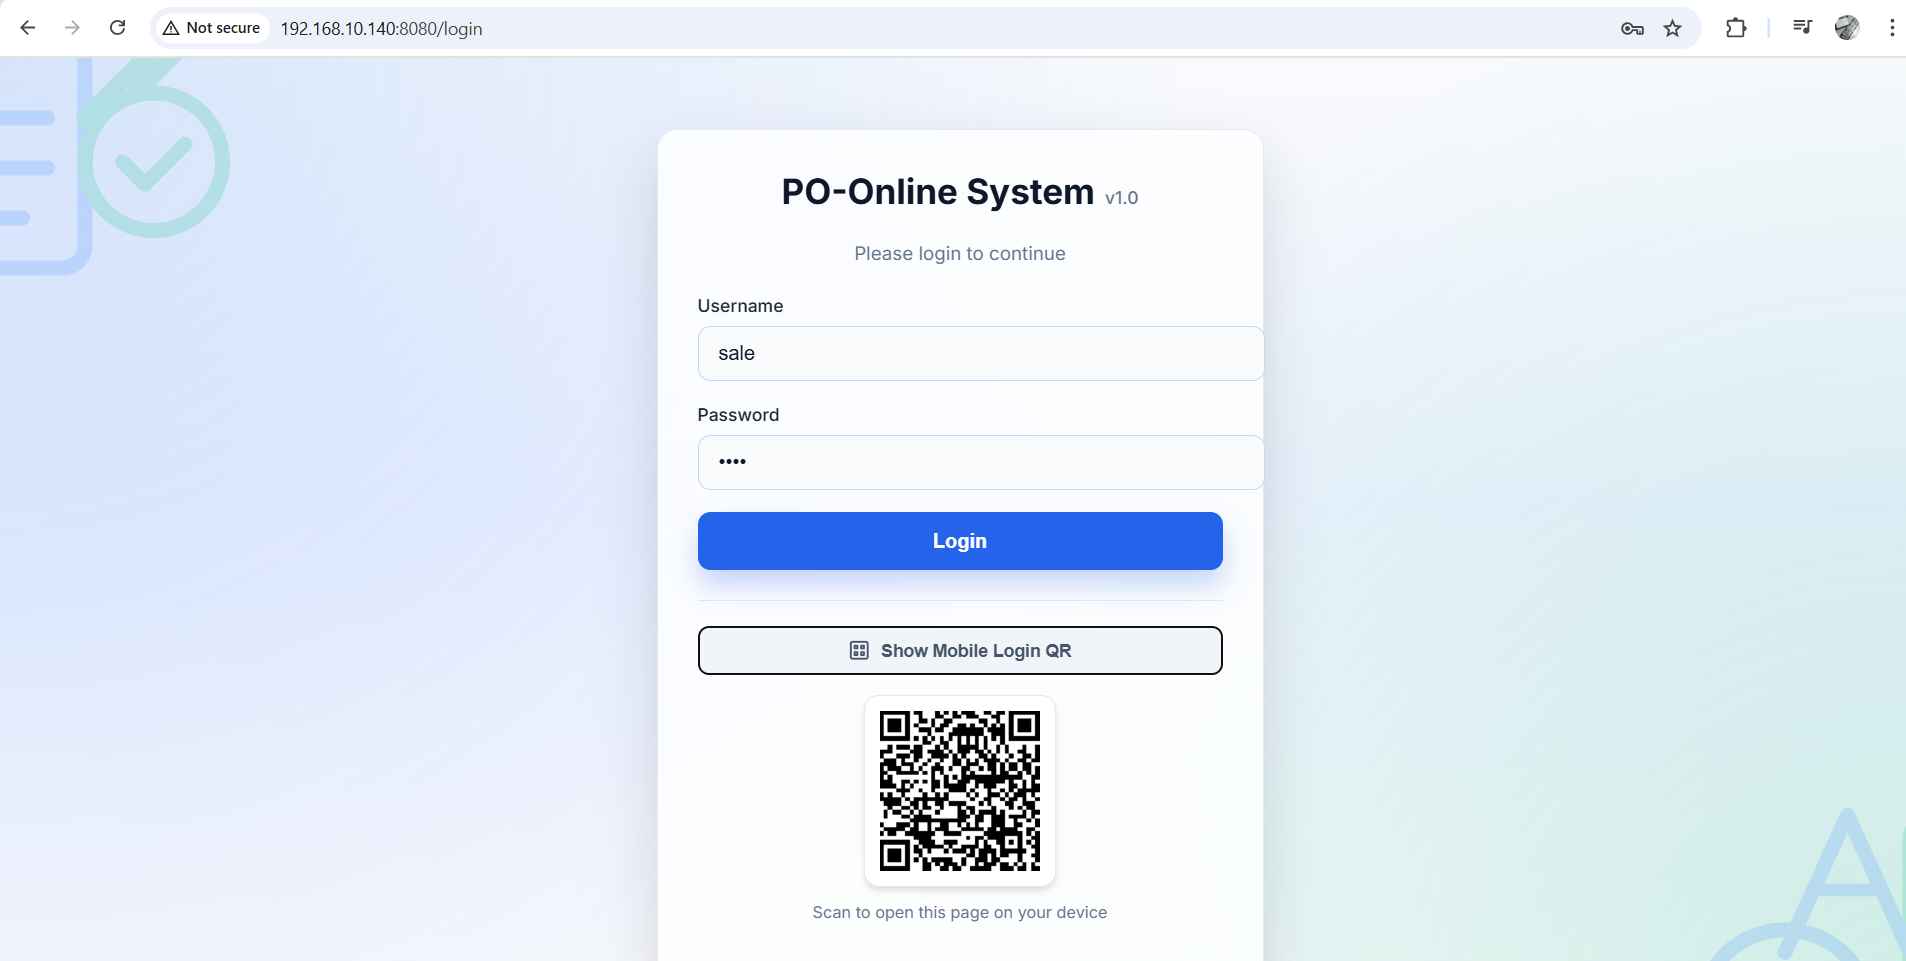 Not secure 192.168.10.140:8080/login
PO-Online System v1.0
Please login to continue
Username
sale
Password
••••
Login
Show Mobile Login QR
Scan to open this page on your device